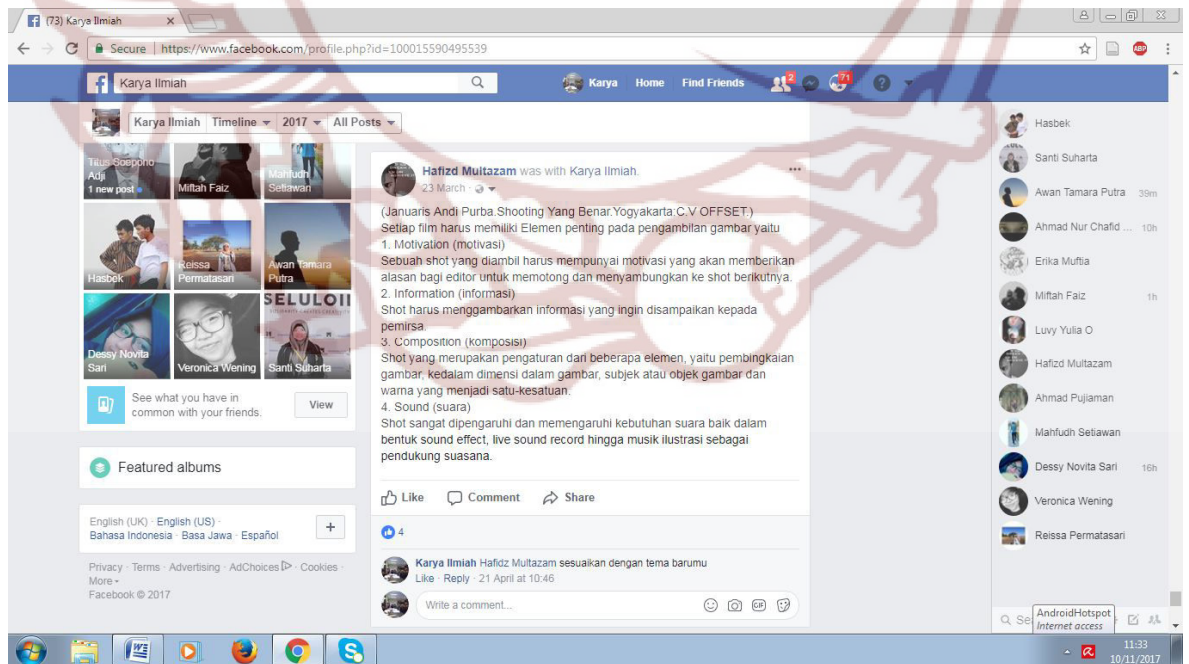 (73) Karya Ilmiah
Secure | https://www.facebook.com/profile.php?id=100015590495539
ABP
Karya Ilmiah
Karya Home Find Friends 2 71
Karya Ilmiah Timeline 2017 All Posts
Titus Soepono
Adji
1 new post
Miftah Faiz
Mahfudh
Setiawan
Hasbek
Reissa
Permatasari
Awan Tamara
Putra
SELULOI
Dessy Novita
Sari
Veronica Wening
Santi Suharta
See what you have in
common with your friends.
View
Featured albums
English (UK) · English (US) ·
Bahasa Indonesia · Basa Jawa · Español
+
Privacy · Terms · Advertising · AdChoices · Cookies ·
More
Facebook © 2017
Hafizd Multazam was with Karya Ilmiah.
23 March ·
(Januaris Andi Purba.Shooting Yang Benar.Yogyakarta:C.V OFFSET.)
Setiap film harus memiliki Elemen penting pada pengambilan gambar yaitu
1. Motivation (motivasi)
Sebuah shot yang diambil harus mempunyai motivasi yang akan memberikan
alasan bagi editor untuk memotong dan menyambungkan ke shot berikutnya.
2. Information (informasi)
Shot harus menggambarkan informasi yang ingin disampaikan kepada
pemirsa.
3. Composition (komposisi)
Shot yang merupakan pengaturan dari beberapa elemen, yaitu pembingkaian
gambar, kedalam dimensi dalam gambar, subjek atau objek gambar dan
warna yang menjadi satu-kesatuan.
4. Sound (suara)
Shot sangat dipengaruhi dan memengaruhi kebutuhan suara baik dalam
bentuk sound effect, live sound record hingga musik ilustrasi sebagai
pendukung suasana.
Like Comment Share
4
Karya Ilmiah Hafidz Multazam sesuaikan dengan tema barumu
Like · Reply · 21 April at 10:46
Write a comment...
GIF
Hasbek
Santi Suharta
Awan Tamara Putra 39m
Ahmad Nur Chafid ... 10h
Erika Muftia
Miftah Faiz 1h
Luvy Yulia O
Hafizd Multazam
Ahmad Pujiman
Mahfudh Setiawan
Dessy Novita Sari 16h
Veronica Wening
Reissa Permatasari
AndroidHotspot
Internet access
11:33
10/11/2017